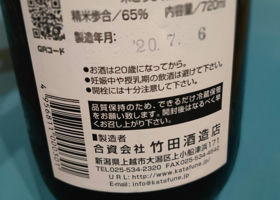 精米歩合／65%　内容量／720ml
製造年月：'20. 7. 6
QRコード
●お酒は20歳になってから。
●妊娠中や授乳期の飲酒は避けて下さい。
●開栓には十分注意して下さい。
品質保持のため、できるだけ冷蔵保管
をお願い致します。開封後はなるべく早く
お召し上がり下さい。
■製造者
合資会社 竹田酒造店
新潟県上越市大潟区上小船津浜171
TEL025-534-2320 FAX025-534-
URL:http://www.katafune.jp
E-mail info@katafune.jp